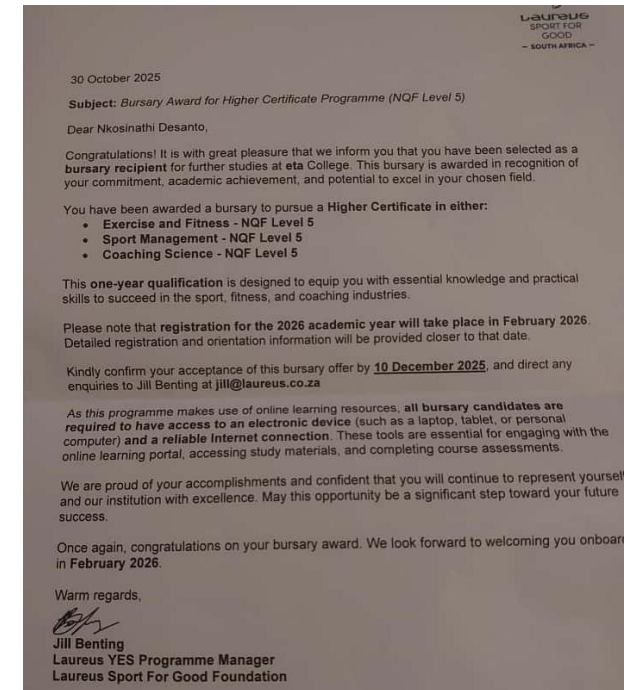 Laureus
SPORT FOR
GOOD
– SOUTH AFRICA –
30 October 2025
Subject: Bursary Award for Higher Certificate Programme (NQF Level 5)
Dear Nkosinathi Desanto,
Congratulations! It is with great pleasure that we inform you that you have been selected as a
bursary recipient for further studies at eta College. This bursary is awarded in recognition of
your commitment, academic achievement, and potential to excel in your chosen field.
You have been awarded a bursary to pursue a Higher Certificate in either:
• Exercise and Fitness - NQF Level 5
• Sport Management - NQF Level 5
• Coaching Science - NQF Level 5
This one-year qualification is designed to equip you with essential knowledge and practical
skills to succeed in the sport, fitness, and coaching industries.
Please note that registration for the 2026 academic year will take place in February 2026.
Detailed registration and orientation information will be provided closer to that date.
Kindly confirm your acceptance of this bursary offer by 10 December 2025, and direct any
enquiries to Jill Benting at jill@laureus.co.za
As this programme makes use of online learning resources, all bursary candidates are
required to have access to an electronic device (such as a laptop, tablet, or personal
computer) and a reliable Internet connection. These tools are essential for engaging with the
online learning portal, accessing study materials, and completing course assessments.
We are proud of your accomplishments and confident that you will continue to represent yourself
and our institution with excellence. May this opportunity be a significant step toward your future
success.
Once again, congratulations on your bursary award. We look forward to welcoming you onboard
in February 2026.
Warm regards,
Jill Benting
Laureus YES Programme Manager
Laureus Sport For Good Foundation